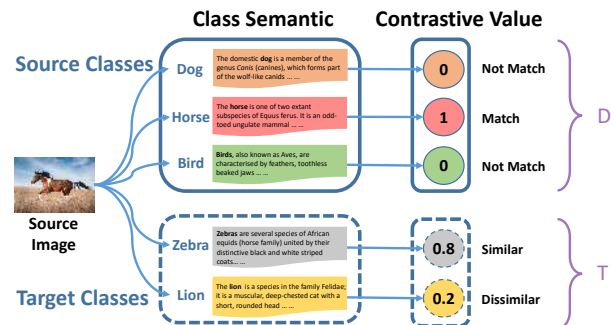 Class Semantic
Contrastive Value
Source Classes
Dog
The domestic dog is a member of the
genus Canis (canines), which forms part
of the wolf-like canids ... ...
0
Not Match
D
Horse
The horse is one of two extant
subspecies of Equus ferus. It is an odd-
toed ungulate mammal ... ...
1
Match
Bird
Birds, also known as Aves, are
characterised by feathers, toothless
beaked jaws ... ...
0
Not Match
Source
Image
Zebra
Zebras are several species of African
equids (horse family) united by their
distinctive black and white striped
coats... ...
0.8
Similar
T
Target Classes
Lion
The lion is a species in the family Felidae;
it is a muscular, deep-chested cat with a
short, rounded head ... ...
0.2
Dissimilar